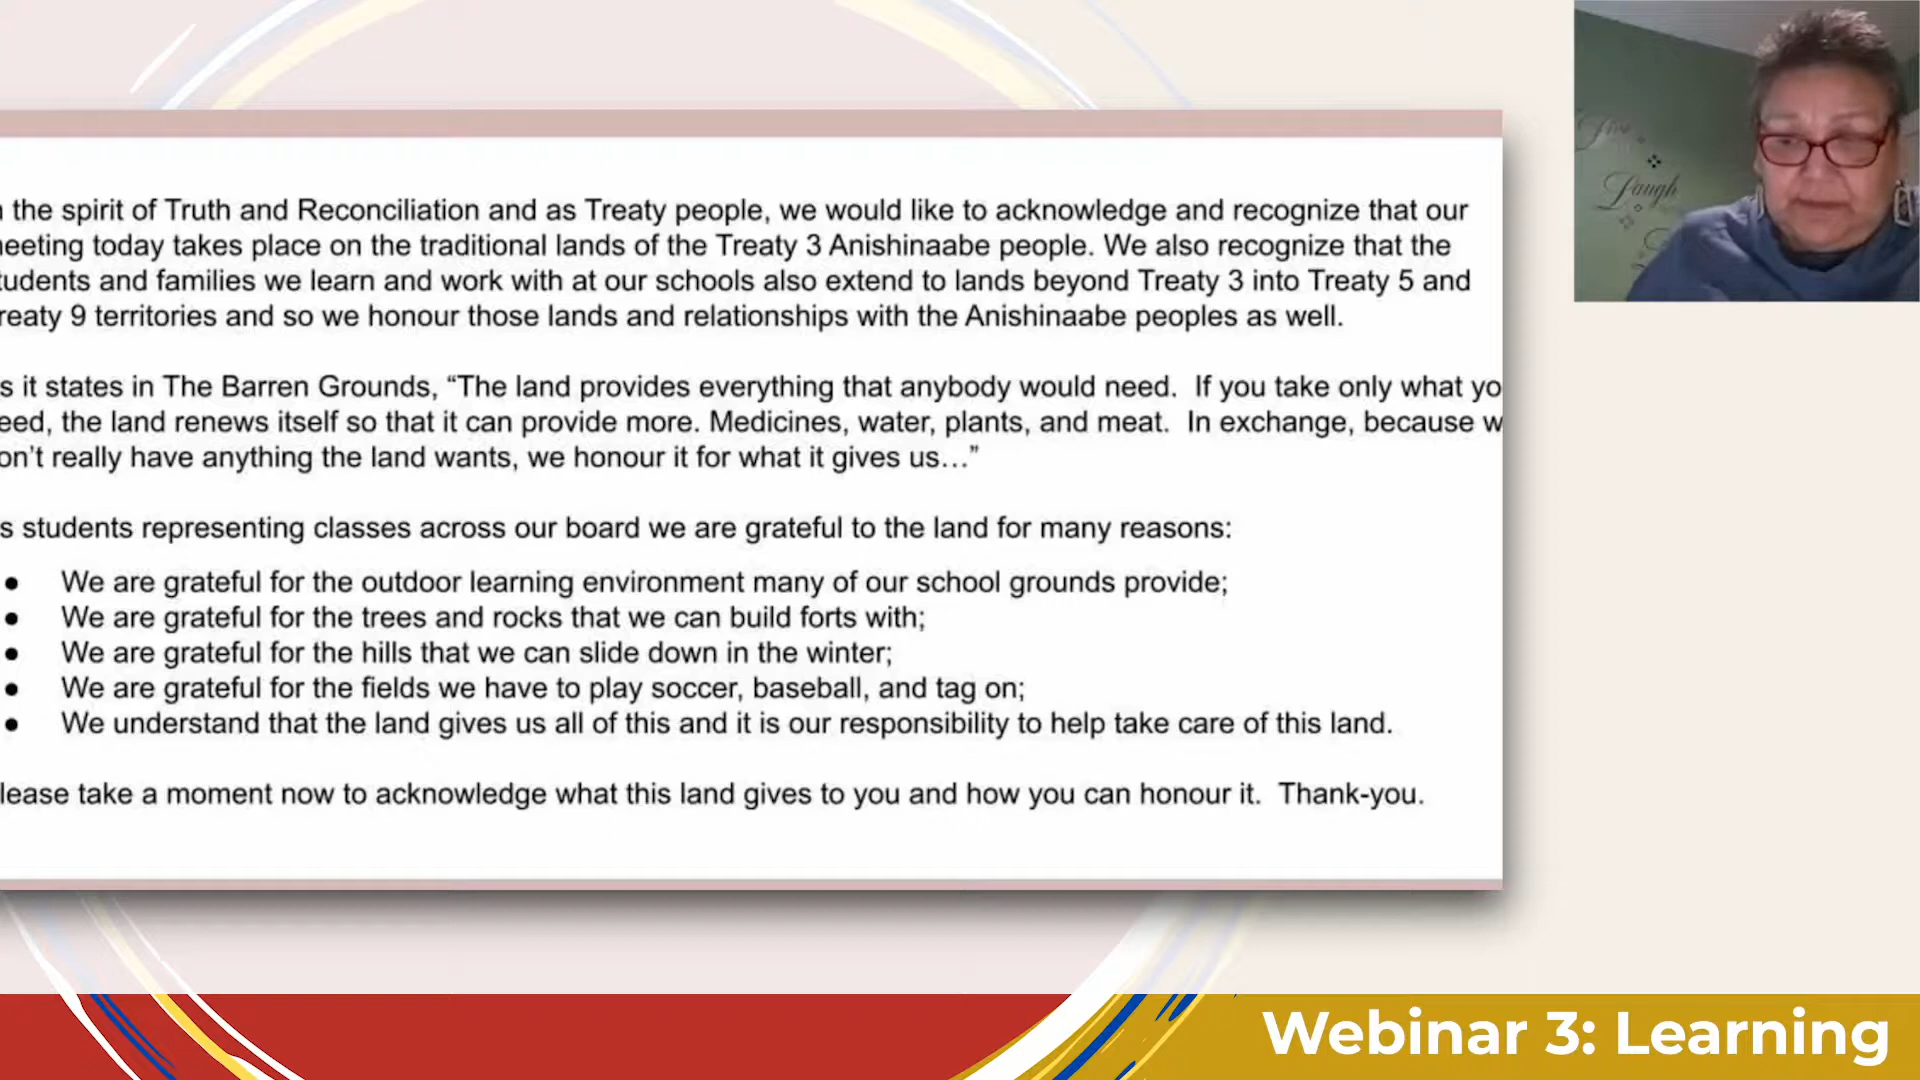 the spirit of Truth and Reconciliation and as Treaty people, we would like to acknowledge and recognize that our
eeting today takes place on the traditional lands of the Treaty 3 Anishinaabe people. We also recognize that the
tudents and families we learn and work with at our schools also extend to lands beyond Treaty 3 into Treaty 5 and
reaty 9 territories and so we honour those lands and relationships with the Anishinaabe peoples as well.
s it states in The Barren Grounds, “The land provides everything that anybody would need.  If you take only what yo
eed, the land renews itself so that it can provide more. Medicines, water, plants, and meat.  In exchange, because w
on’t really have anything the land wants, we honour it for what it gives us…”
s students representing classes across our board we are grateful to the land for many reasons:
● We are grateful for the outdoor learning environment many of our school grounds provide;
● We are grateful for the trees and rocks that we can build forts with;
● We are grateful for the hills that we can slide down in the winter;
● We are grateful for the fields we have to play soccer, baseball, and tag on;
● We understand that the land gives us all of this and it is our responsibility to help take care of this land.
lease take a moment now to acknowledge what this land gives to you and how you can honour it.  Thank-you.
Live
Laugh
Webinar 3: Learning